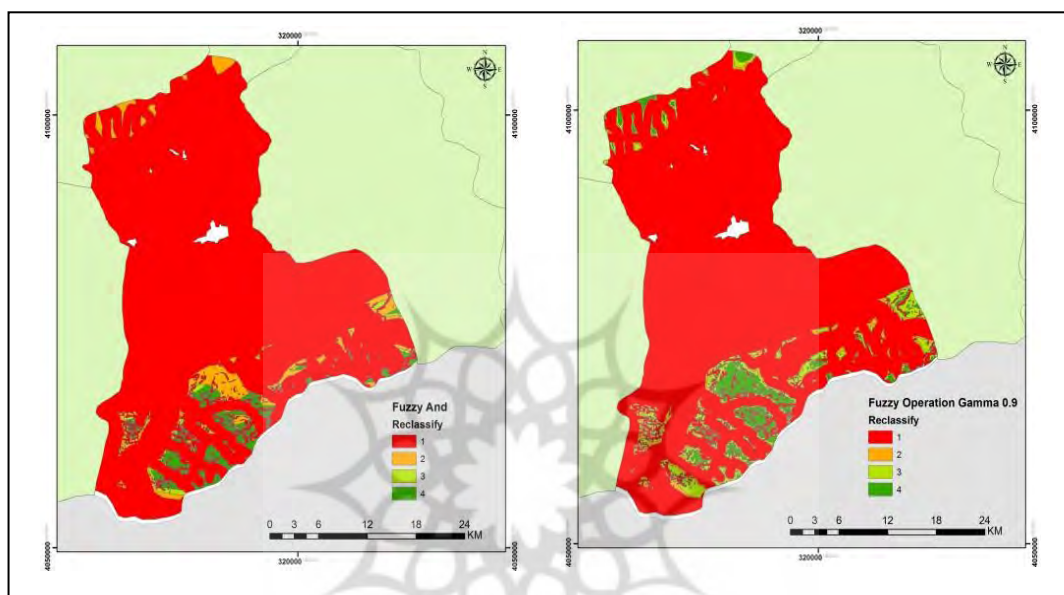 320000
N
W E
S
4100000
4100000
Fuzzy And
Reclassify
1
2
3
4
0 3 6 12 18 24
KM
4050000
4050000
320000
320000
N
W E
S
4100000
4100000
Fuzzy Operation Gamma 0.9
Reclassify
1
2
3
4
0 3 6 12 18 24
KM
4050000
4050000
320000